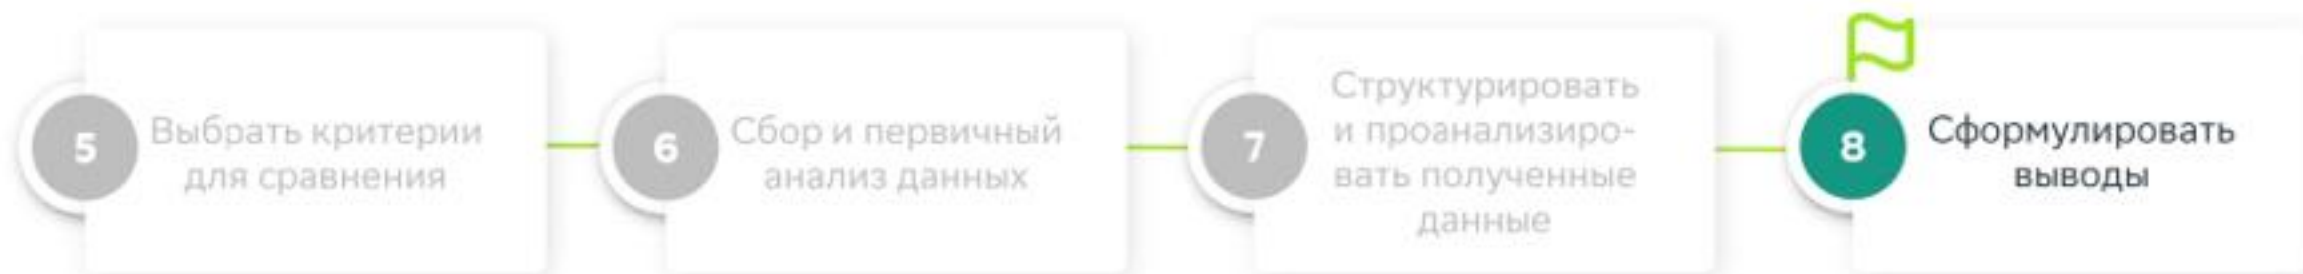 5
Выбрать критерии
для сравнения
6
Сбор и первичный
анализ данных
7
Структурировать
и проанализиро-
вать полученные
данные
8
Сформулировать
выводы